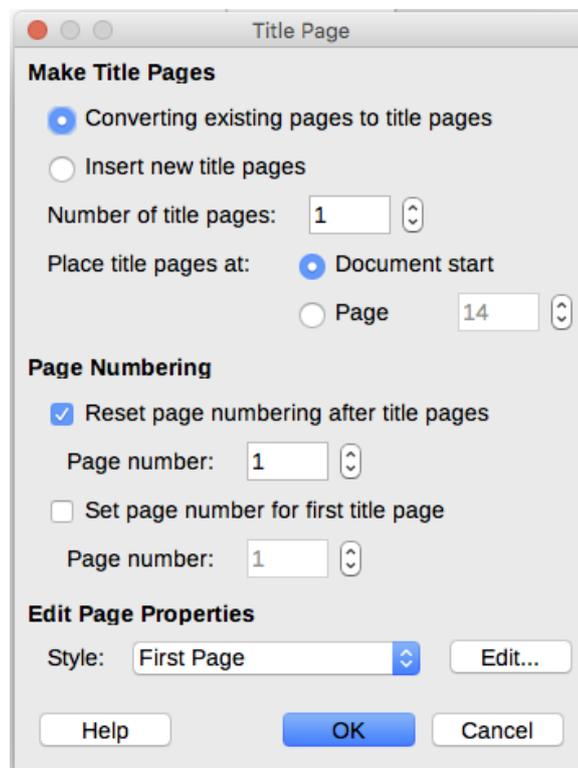 Title Page
Make Title Pages
Converting existing pages to title pages
Insert new title pages
Number of title pages: 1
Place title pages at: Document start
Page 14
Page Numbering
Reset page numbering after title pages
Page number: 1
Set page number for first title page
Page number: 1
Edit Page Properties
Style: First Page Edit...
Help OK Cancel